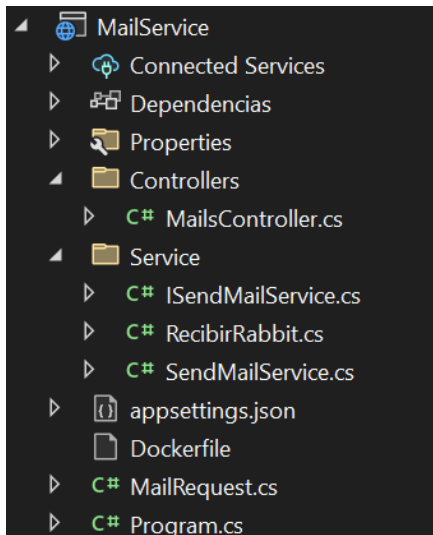 MailService
Connected Services
Dependencias
Properties
Controllers
C# MailsController.cs
Service
C# ISendMailService.cs
C# RecibirRabbit.cs
C# SendMailService.cs
appsettings.json
Dockerfile
C# MailRequest.cs
C# Program.cs